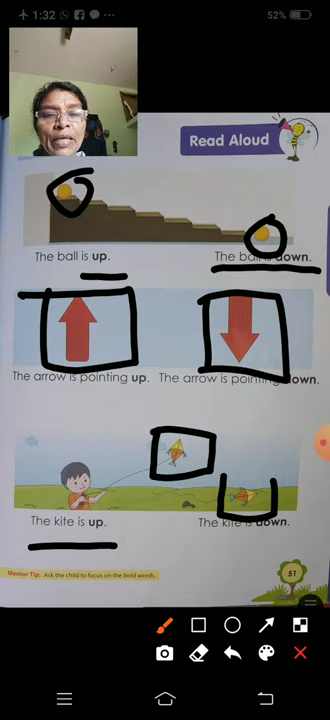 1:32
52%
Read Aloud
The ball is up.
The ball is down.
The arrow is pointing up. The arrow is pointing down.
The kite is up.
The kite is down.
Mentor Tip: Ask the child to focus on the bold words.
51